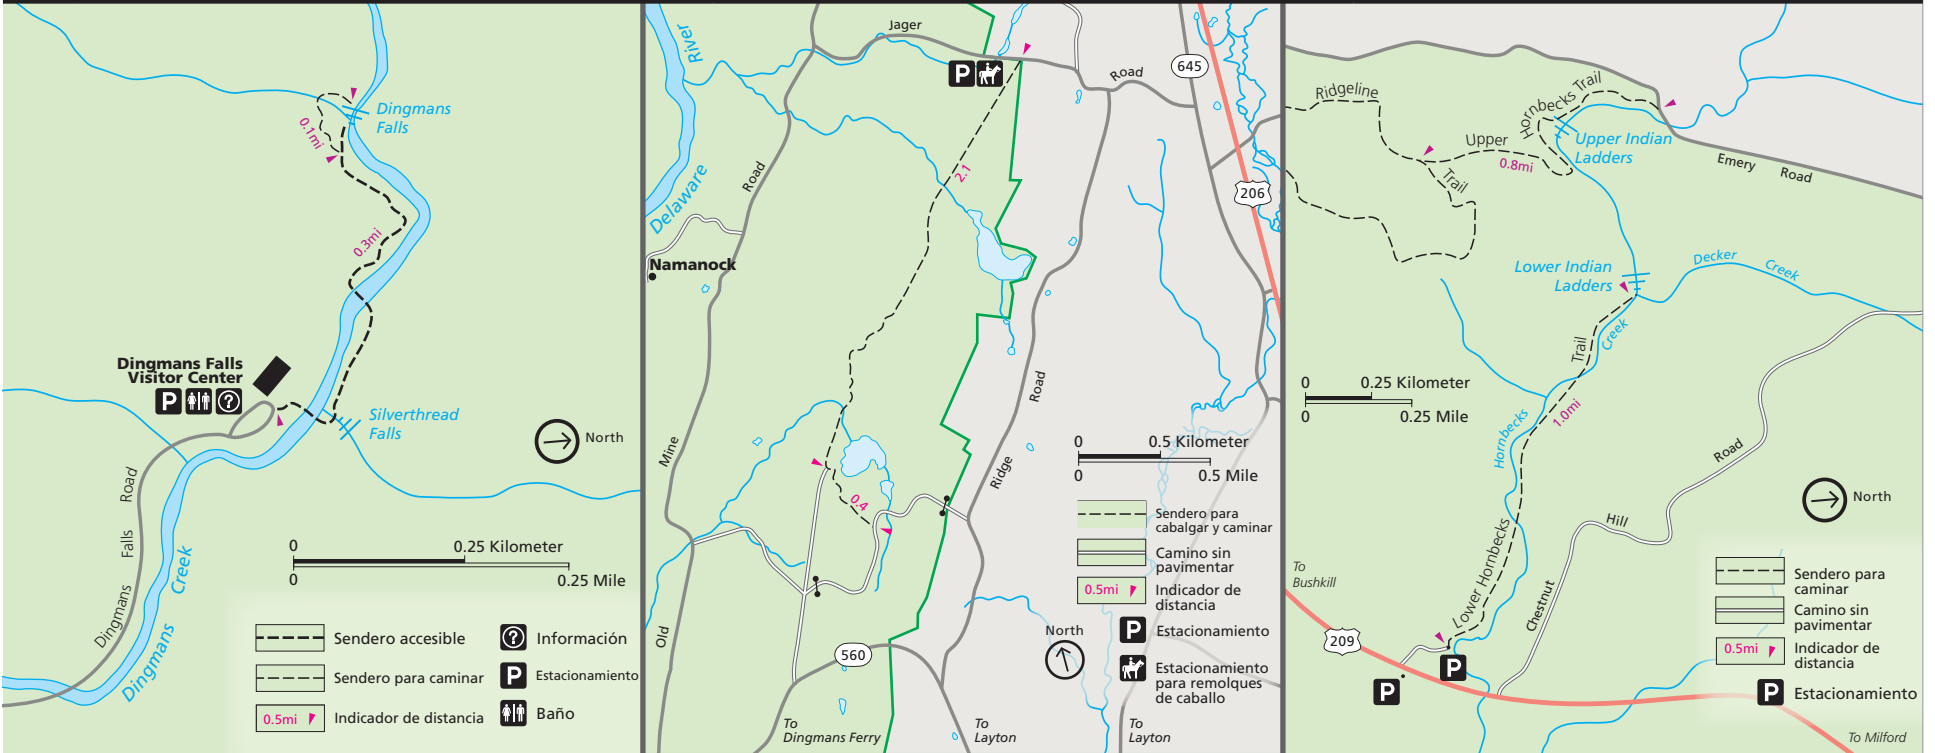 Dingmans
Falls
0.1mi
0.3mi
Dingmans Falls
Visitor Center
P
?
Silverthread
Falls
North
Dingmans Falls Road
Dingmans Creek
0 0.25 Kilometer
0 0.25 Mile
Sendero accesible
Sendero para caminar
0.5mi
Indicador de distancia
?
Información
P
Estacionamiento
Baño
River
Delaware
Jager
Road
P
645
206
2.1
Road
Namanock
Mine
Old
Road
Ridge
0.4
560
0 0.5 Kilometer
0 0.5 Mile
Sendero para
cabalgar y caminar
Camino sin
pavimentar
0.5mi
Indicador de
distancia
North
P
Estacionamiento
Estacionamiento
para remolques
de caballo
To
Dingmans Ferry
To
Layton
To
Layton
Ridgeline
Trail
Upper
Hornbecks Trail
0.8mi
Upper Indian
Ladders
Emery Road
Lower Indian
Ladders
Decker Creek
Trail
Creek
0 0.25 Kilometer
0 0.25 Mile
Hornbecks
1.0mi
Lower Hornbecks
Road
Hill
Chestnut
North
To
Bushkill
209
P
P
Sendero para
caminar
Camino sin
pavimentar
0.5mi
Indicador de
distancia
P
Estacionamiento
To Milford